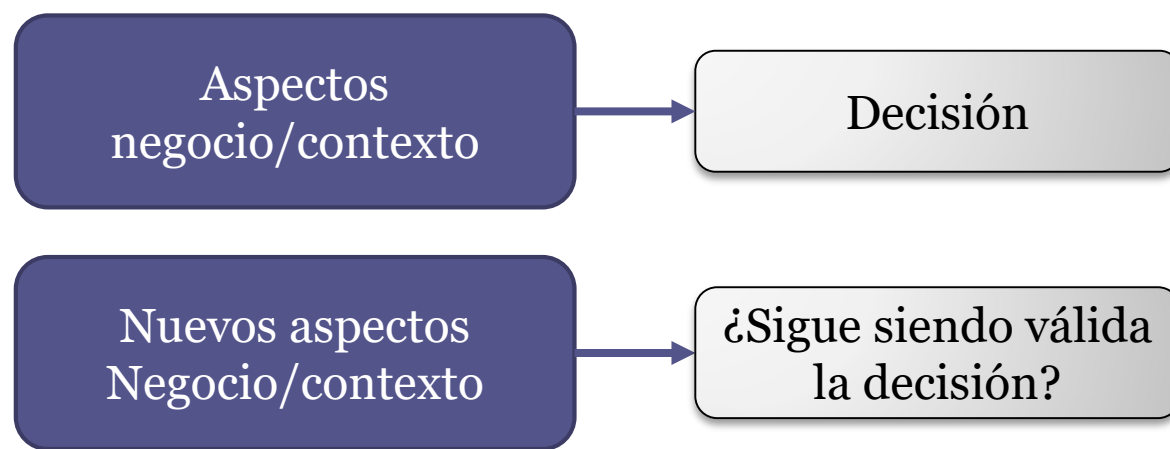 Aspectos
negocio/contexto
Decisión
Nuevos aspectos
Negocio/contexto
¿Sigue siendo válida
la decisión?